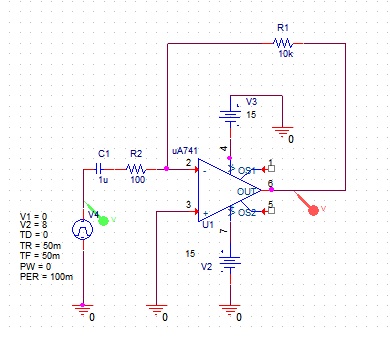 R1
10k
V3
15
0
uA741
4
C1
R2
2
-
OS1
1
1u
100
OUT
6
V
3
+
OS2
5
U1
7
V1 = 0
V2 = 8
TD = 0
TR = 50m
TF = 50m
PW = 0
PER = 100m
V4
V
15
V2
0
0
0